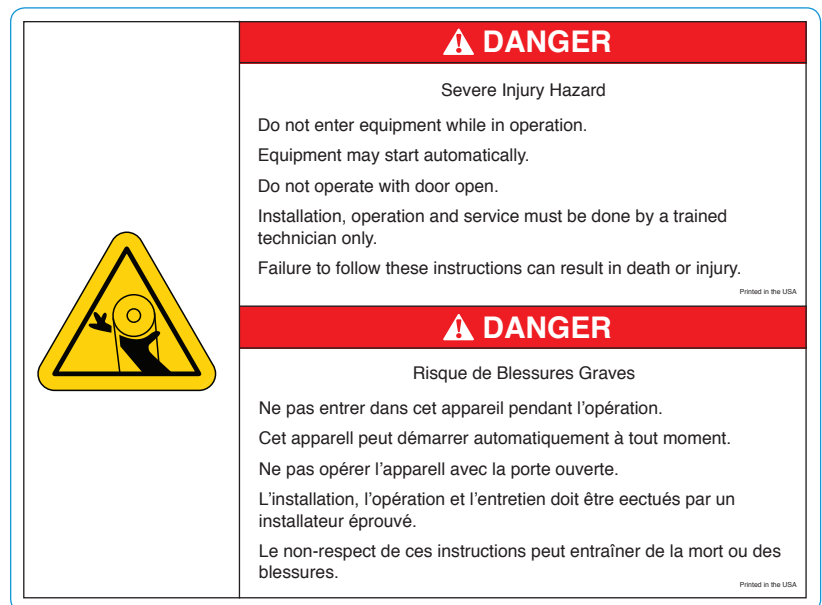 DANGER
Severe Injury Hazard
Do not enter equipment while in operation.
Equipment may start automatically.
Do not operate with door open.
Installation, operation and service must be done by a trained
technician only.
Failure to follow these instructions can result in death or injury.
Printed in the USA
DANGER
Risque de Blessures Graves
Ne pas entrer dans cet appareil pendant l’opération.
Cet apparell peut démarrer automatiquement à tout moment.
Ne pas opérer l’apparell avec la porte ouverte.
L’installation, l’opération et l’entretien doit être eectués par un
installateur éprouvé.
Le non-respect de ces instructions peut entraîner de la mort ou des
blessures.
Printed in the USA